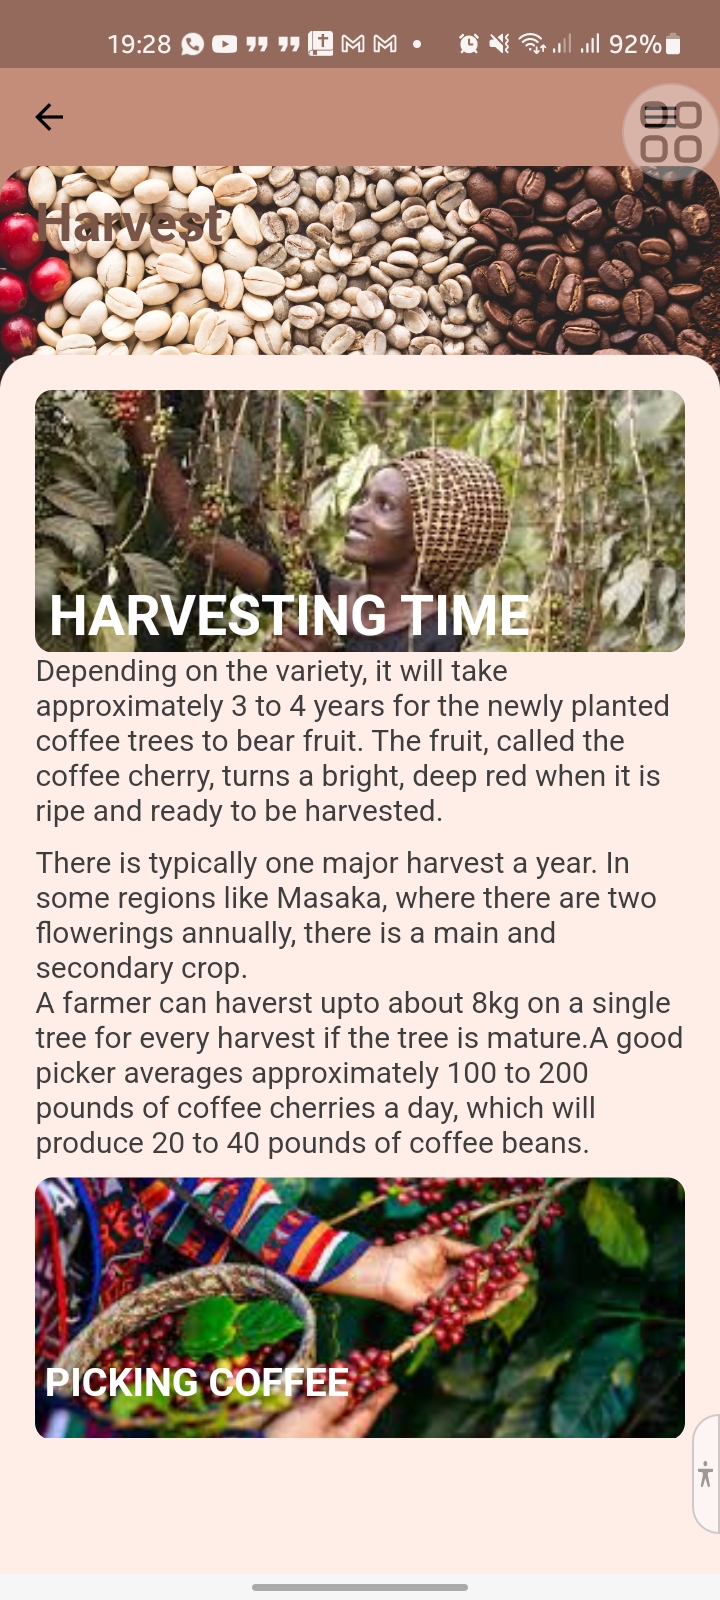 19:28 92%
Harvest
HARVESTING TIME
Depending on the variety, it will take
approximately 3 to 4 years for the newly planted
coffee trees to bear fruit. The fruit, called the
coffee cherry, turns a bright, deep red when it is
ripe and ready to be harvested.
There is typically one major harvest a year. In
some regions like Masaka, where there are two
flowerings annually, there is a main and
secondary crop.
A farmer can haverst upto about 8kg on a single
tree for every harvest if the tree is mature.A good
picker averages approximately 100 to 200
pounds of coffee cherries a day, which will
produce 20 to 40 pounds of coffee beans.
PICKING COFFEE